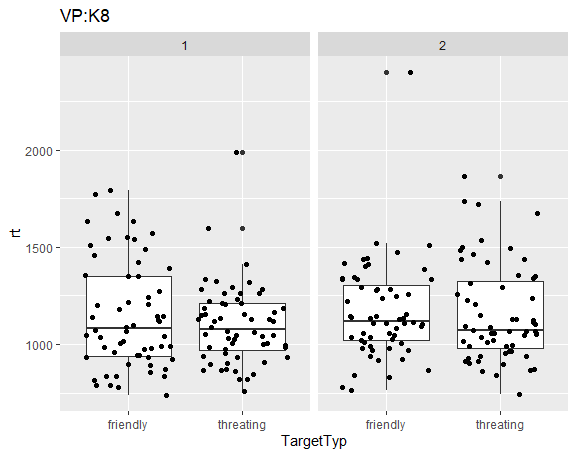 VP:K8
1
2
rt
2000
1500
1000
friendly
threating
friendly
threating
TargetTyp